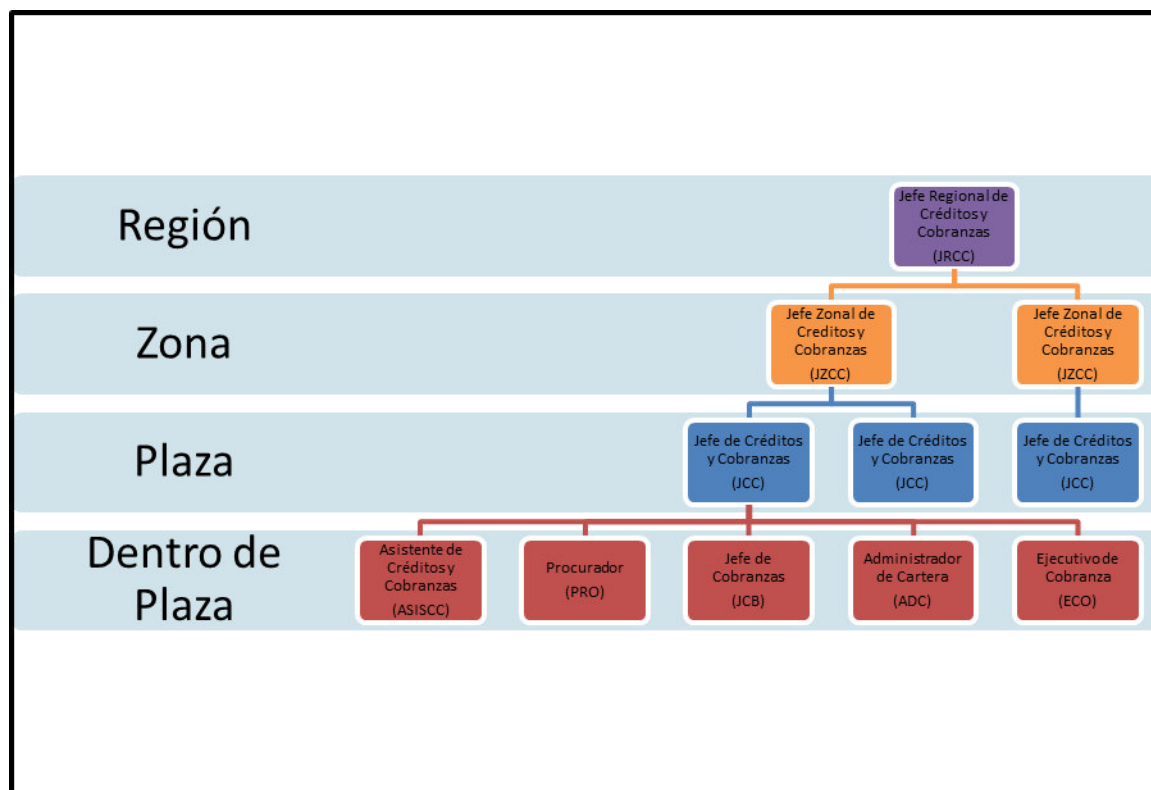 Región
Jefe Regional de
Créditos y
Cobranzas
(JRCC)
Zona
Jefe Zonal de
Creditos y
Cobranzas
(JZCC)
Jefe Zonal de
Créditos y
Cobranzas
(JZCC)
Plaza
Jefe de Créditos
y Cobranzas
(JCC)
Jefe de Créditos
y Cobranzas
(JCC)
Jefe de Créditos
y Cobranzas
(JCC)
Dentro de
Plaza
Asistente de
Créditos y
Cobranzas
(ASISCC)
Procurador
(PRO)
Jefe de
Cobranzas
(JCB)
Administrador
de Cartera
(ADC)
Ejecutivo de
Cobranza
(ECO)